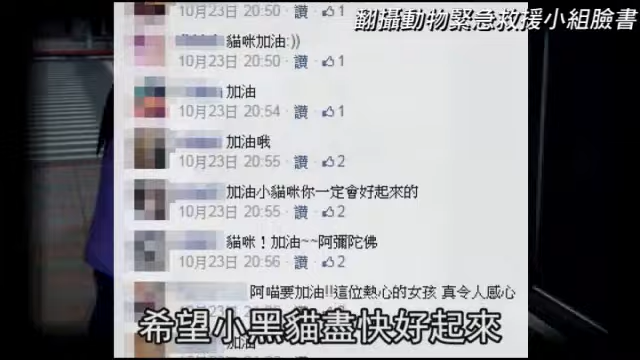 翻攝動物緊急救援小組臉書
10月23日 20:51 · 讚 · 1
貓咪加油:))
10月23日 20:52 · 讚 · 1
加油
10月23日 20:54 · 讚 · 1
加油哦
10月23日 20:55 · 讚 · 2
加油小貓咪你一定會好起來的
10月23日 20:55 · 讚 · 2
貓咪！加油~~阿彌陀佛
10月23日 20:56 · 讚 · 2
阿喵要加油!!這位熱心的女孩 真令人感心
希望小黑貓盡快好起來
加油